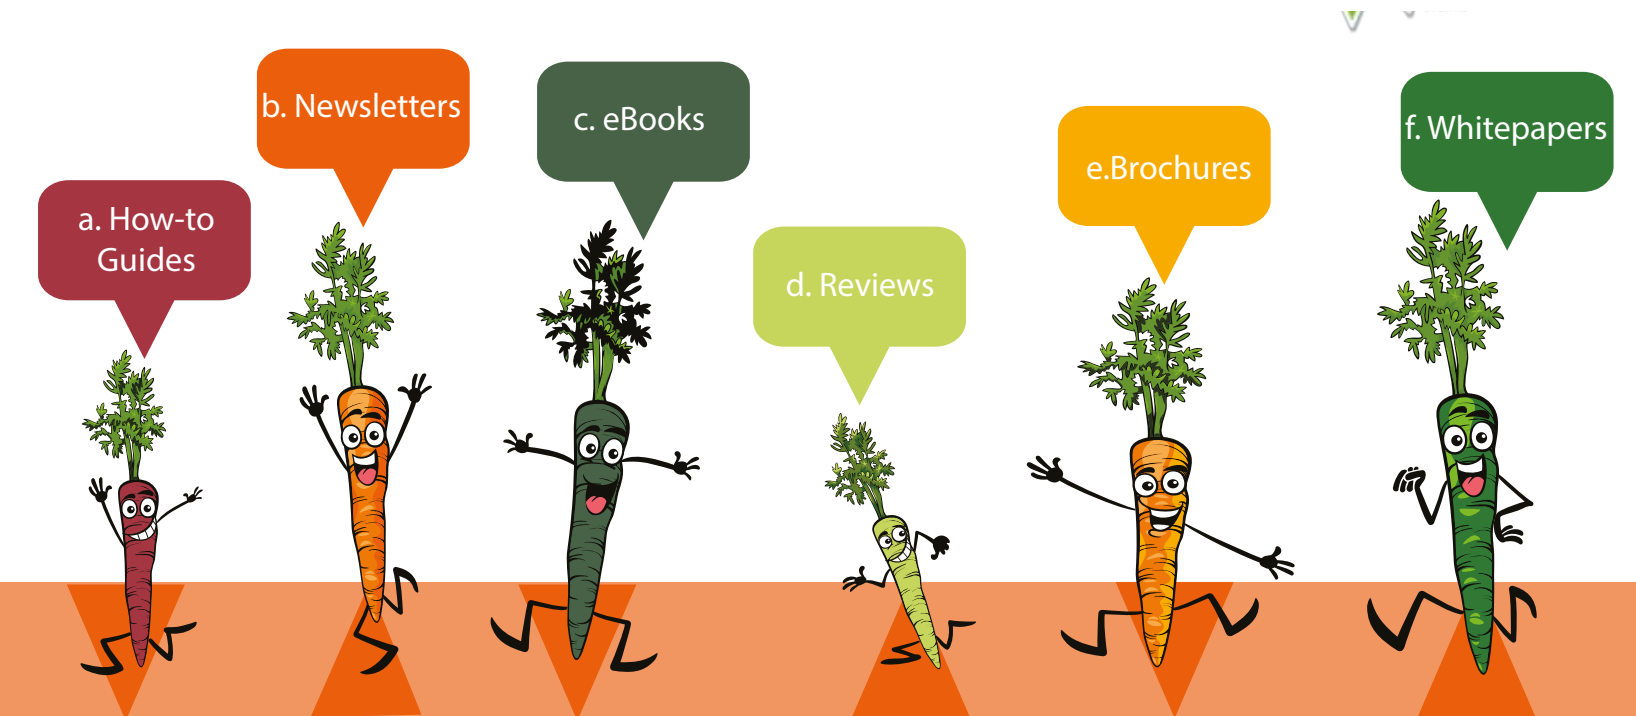 a. How-to
Guides
b. Newsletters
c. eBooks
d. Reviews
e.Brochures
f. Whitepapers